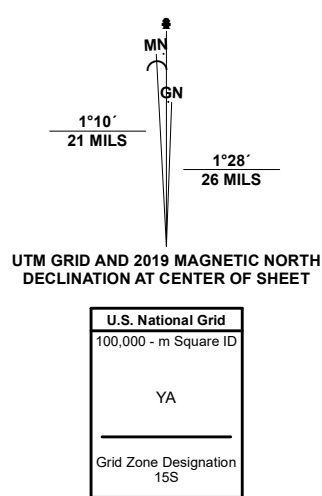 MN
GN
1°10´
21 MILS
1°28´
26 MILS
UTM GRID AND 2019 MAGNETIC NORTH
DECLINATION AT CENTER OF SHEET
U.S. National Grid
100,000 - m Square ID
YA
Grid Zone Designation
15S